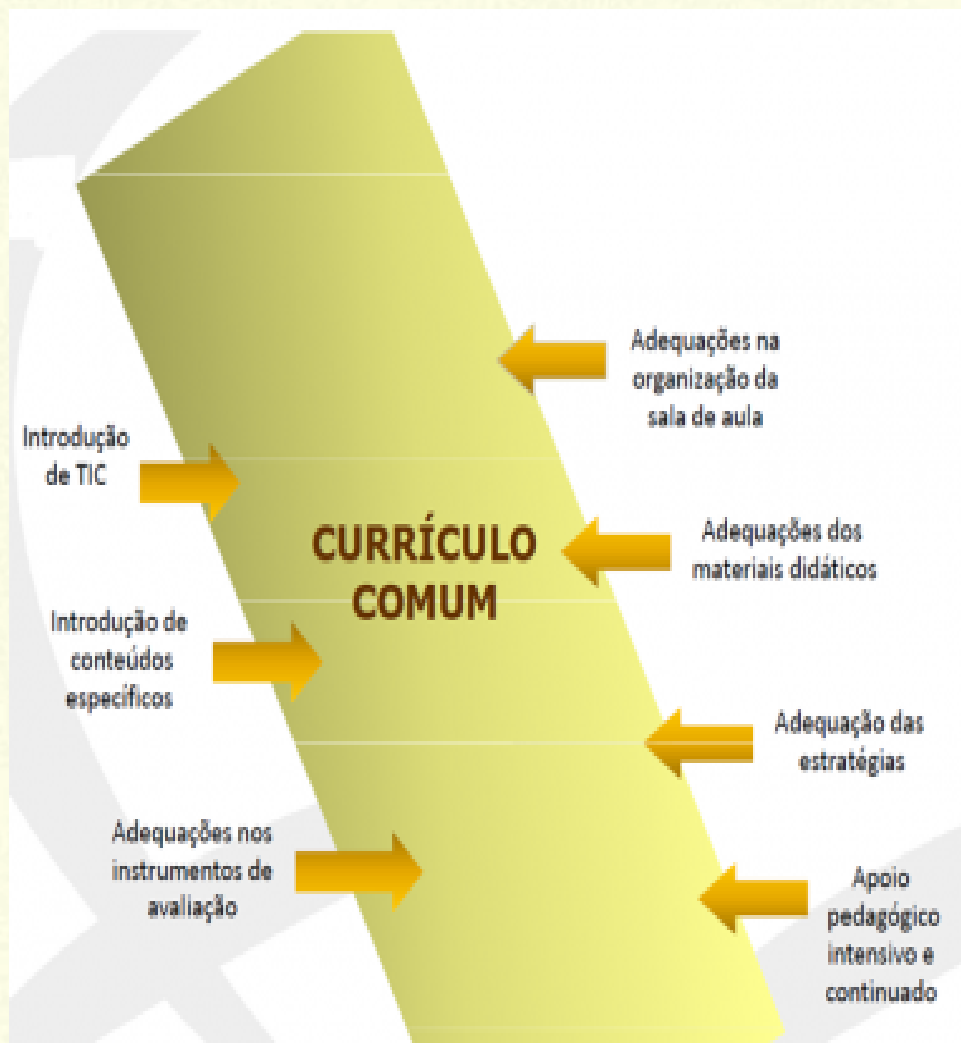 Adequações na
organização da
sala de aula
Introdução
de TIC
CURRÍCULO
COMUM
Adequações dos
materiais didáticos
Introdução de
conteúdos
específicos
Adequação das
estratégias
Adequações nos
instrumentos de
avaliação
Apoio
pedagógico
intensivo e
continuado